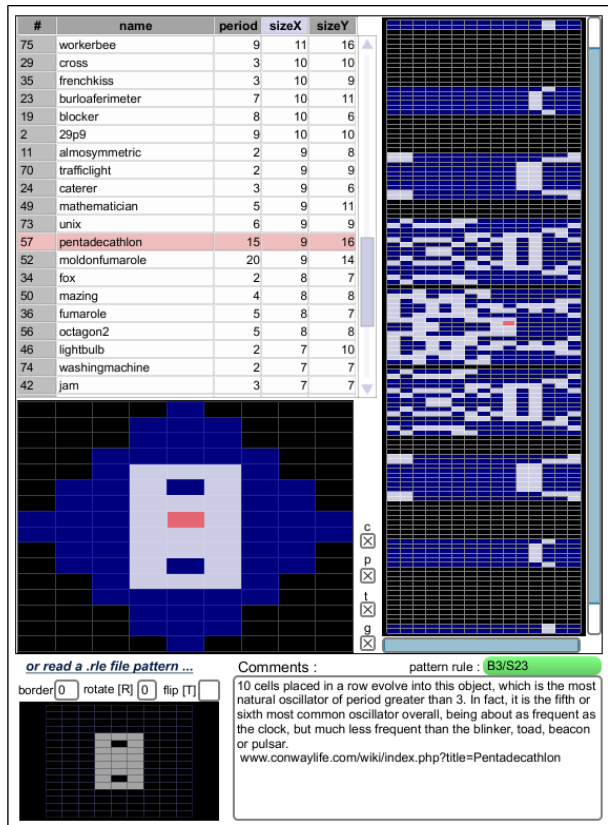 # name period sizeX sizeY
75 workerbee 9 11 16
29 cross 3 10 10
35 frenchkiss 3 10 9
23 burloaferimeter 7 10 11
19 blocker 8 10 6
2 29p9 9 10 10
11 almosymmetric 2 9 8
70 trafficlight 2 9 9
24 caterer 3 9 6
49 mathematician 5 9 11
73 unix 6 9 9
57 pentadecathlon 15 9 16
52 moldonfumarole 20 9 14
34 fox 2 8 7
50 mazing 4 8 8
36 fumarole 5 8 7
56 octagon2 5 8 8
46 lightbulb 2 7 10
74 washingmachine 2 7 7
42 jam 3 7 7
c
p
t
g
or read a .rle file pattern ...
border 0 rotate [R] 0 flip [T]
Comments : pattern rule : B3/S23
10 cells placed in a row evolve into this object, which is the most
natural oscillator of period greater than 3. In fact, it is the fifth or
sixth most common oscillator overall, being about as frequent as
the clock, but much less frequent than the blinker, toad, beacon
or pulsar.
www.conwaylife.com/wiki/index.php?title=Pentadecathlon